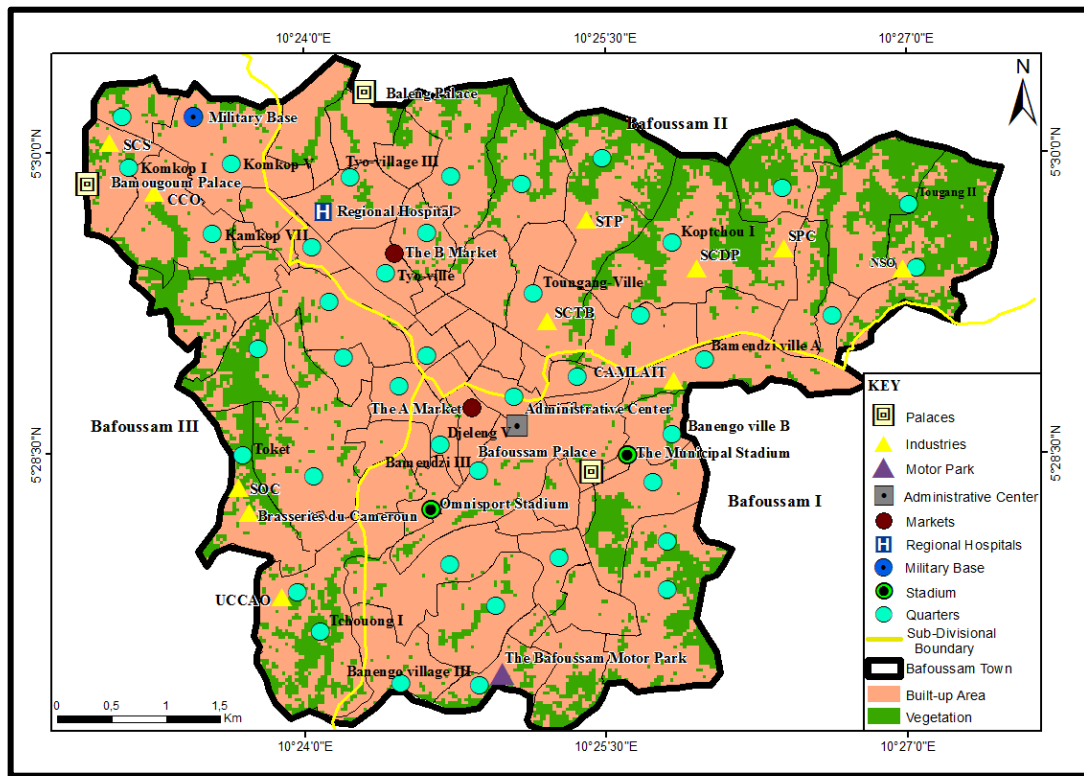 10°24'0"E
10°25'30"E
10°27'0"E
N
Baleng Palace
Military Base
Bafoussam II
SCS
5°30'0"N
5°30'0"N
Komkop I
Komkop V
Tyo village III
Bamougoum Palace
CCO
Tougang II
Regional Hospital
STP
Kamkop VII
Koptchou I
SPC
The B Market
SCDP
NSO
Tyo ville
Toungang-Ville
SCTB
Bamendzi ville A
CAMLAIT
The A Market
Administrative Center
Bafoussam III
Djeleng V
Banengo ville B
Toket
Bafoussam Palace
The Municipal Stadium
5°28'30"N
5°28'30"N
Bamendzi III
SOC
Omnisport Stadium
Bafoussam I
Brasseries du Cameroun
UCCAO
Tchouong I
The Bafoussam Motor Park
Banengo village III
0 0,5 1 1,5
Km
10°24'0"E
10°25'30"E
10°27'0"E
KEY
Palaces
Industries
Motor Park
Administrative Center
Markets
H Regional Hospitals
Military Base
Stadium
Quarters
Sub-Divisional
Boundary
Bafoussam Town
Built-up Area
Vegetation